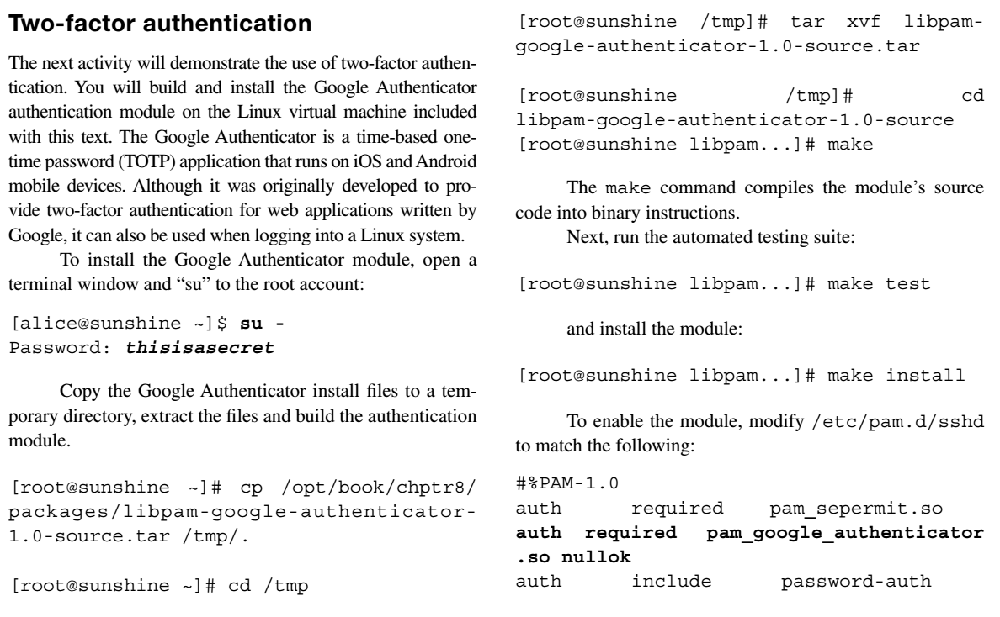 Two-factor authentication
The next activity will demonstrate the use of two-factor authen-
tication. You will build and install the Google Authenticator
authentication module on the Linux virtual machine included
with this text. The Google Authenticator is a time-based one-
time password (TOTP) application that runs on iOS and Android
mobile devices. Although it was originally developed to pro-
vide two-factor authentication for web applications written by
Google, it can also be used when logging into a Linux system.
To install the Google Authenticator module, open a
terminal window and “su” to the root account:
[alice@sunshine ~]$ su -
Password: thisisasecret
Copy the Google Authenticator install files to a tem-
porary directory, extract the files and build the authentication
module.
[root@sunshine ~]# cp /opt/book/chptr8/
packages/libpam-google-authenticator-
1.0-source.tar /tmp/.
[root@sunshine ~]# cd /tmp
[root@sunshine /tmp]# tar xvf libpam-
google-authenticator-1.0-source.tar
[root@sunshine /tmp]# cd
libpam-google-authenticator-1.0-source
[root@sunshine libpam...]# make
The make command compiles the module’s source
code into binary instructions.
Next, run the automated testing suite:
[root@sunshine libpam...]# make test
and install the module:
[root@sunshine libpam...]# make install
To enable the module, modify /etc/pam.d/sshd
to match the following:
#%PAM-1.0
auth required pam_sepermit.so
auth required pam_google_authenticator
.so nullok
auth include password-auth